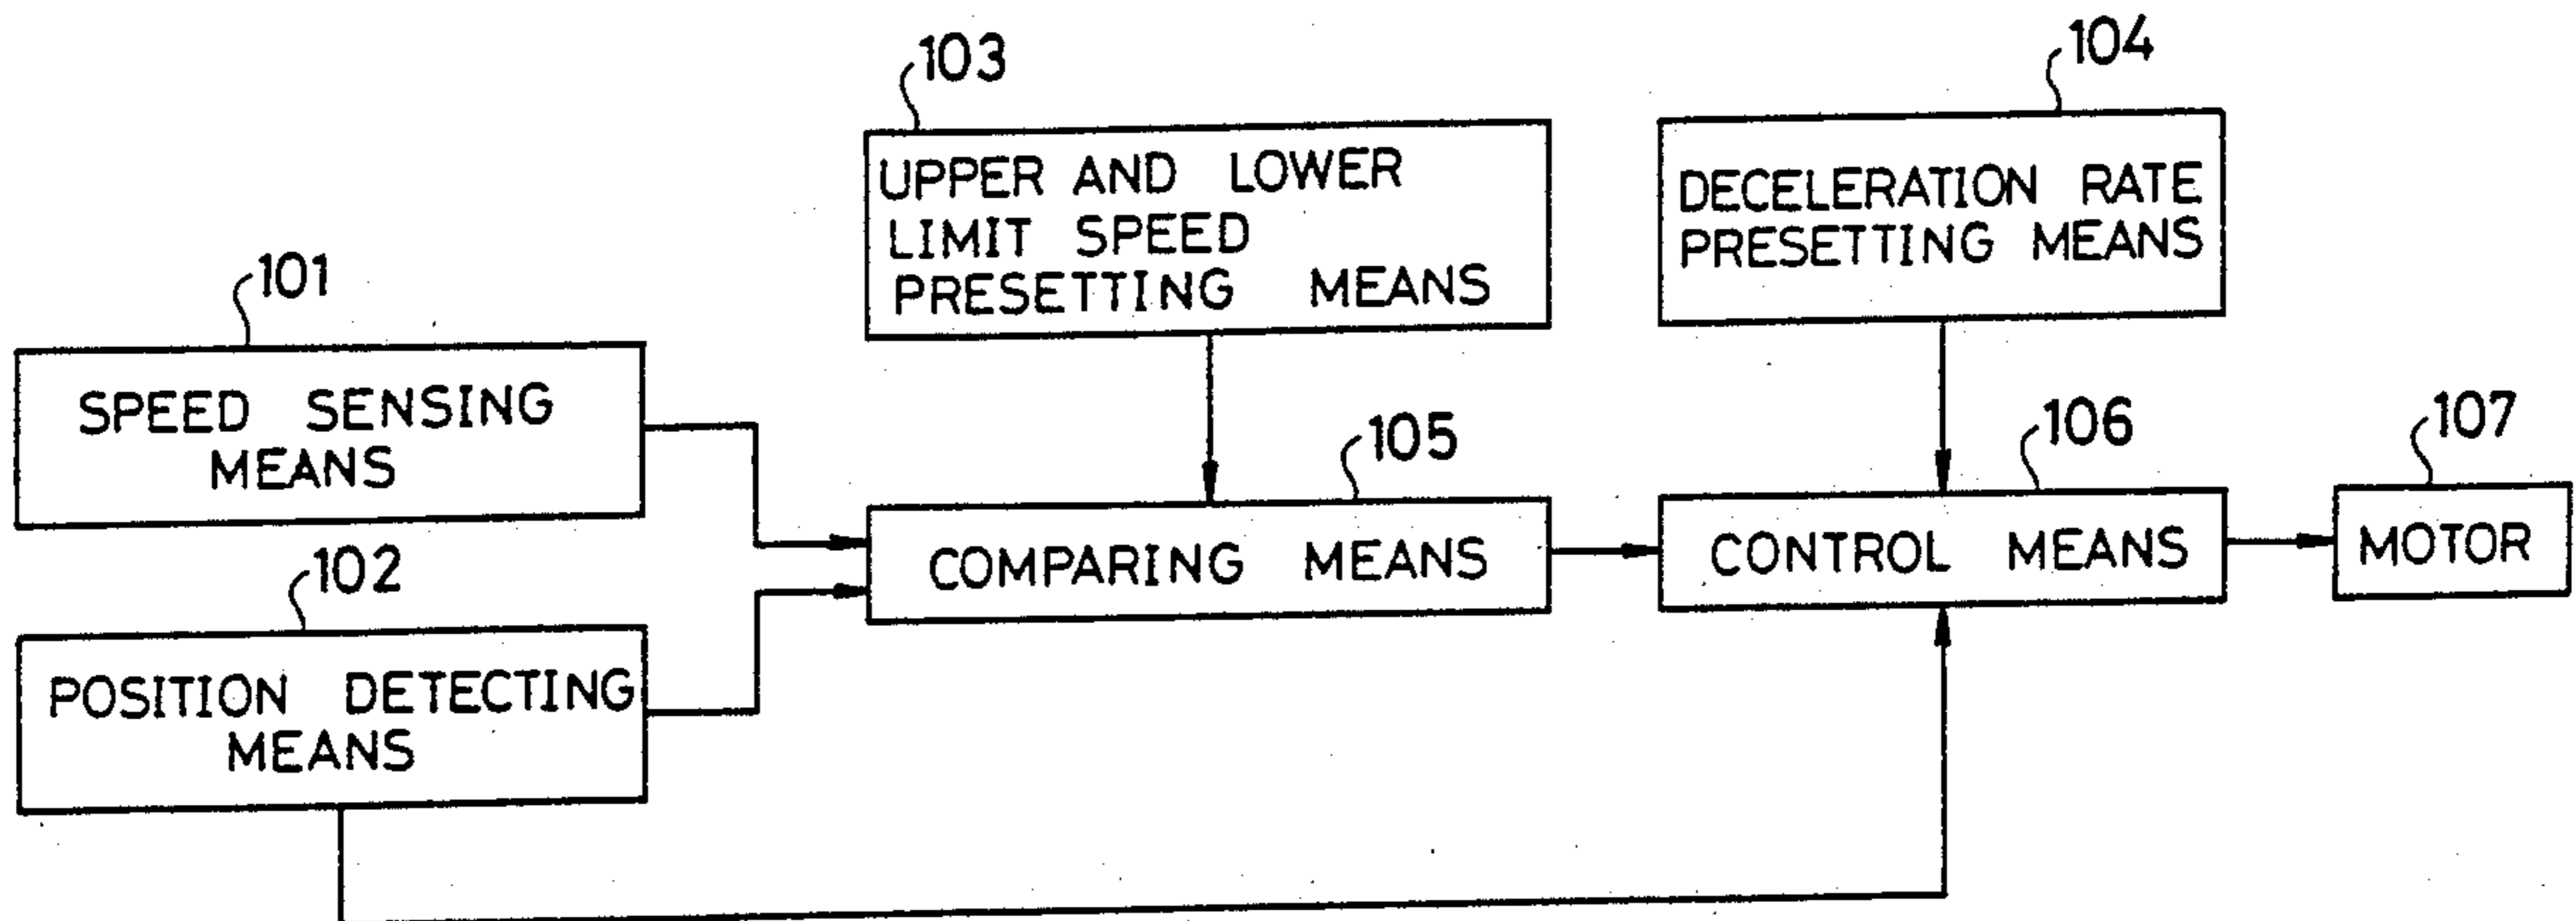 103
104
UPPER AND LOWER
LIMIT SPEED
PRESETTING MEANS
DECELERATION RATE
PRESETTING MEANS
101
SPEED SENSING
MEANS
105
106
107
COMPARING MEANS
CONTROL MEANS
MOTOR
102
POSITION DETECTING
MEANS